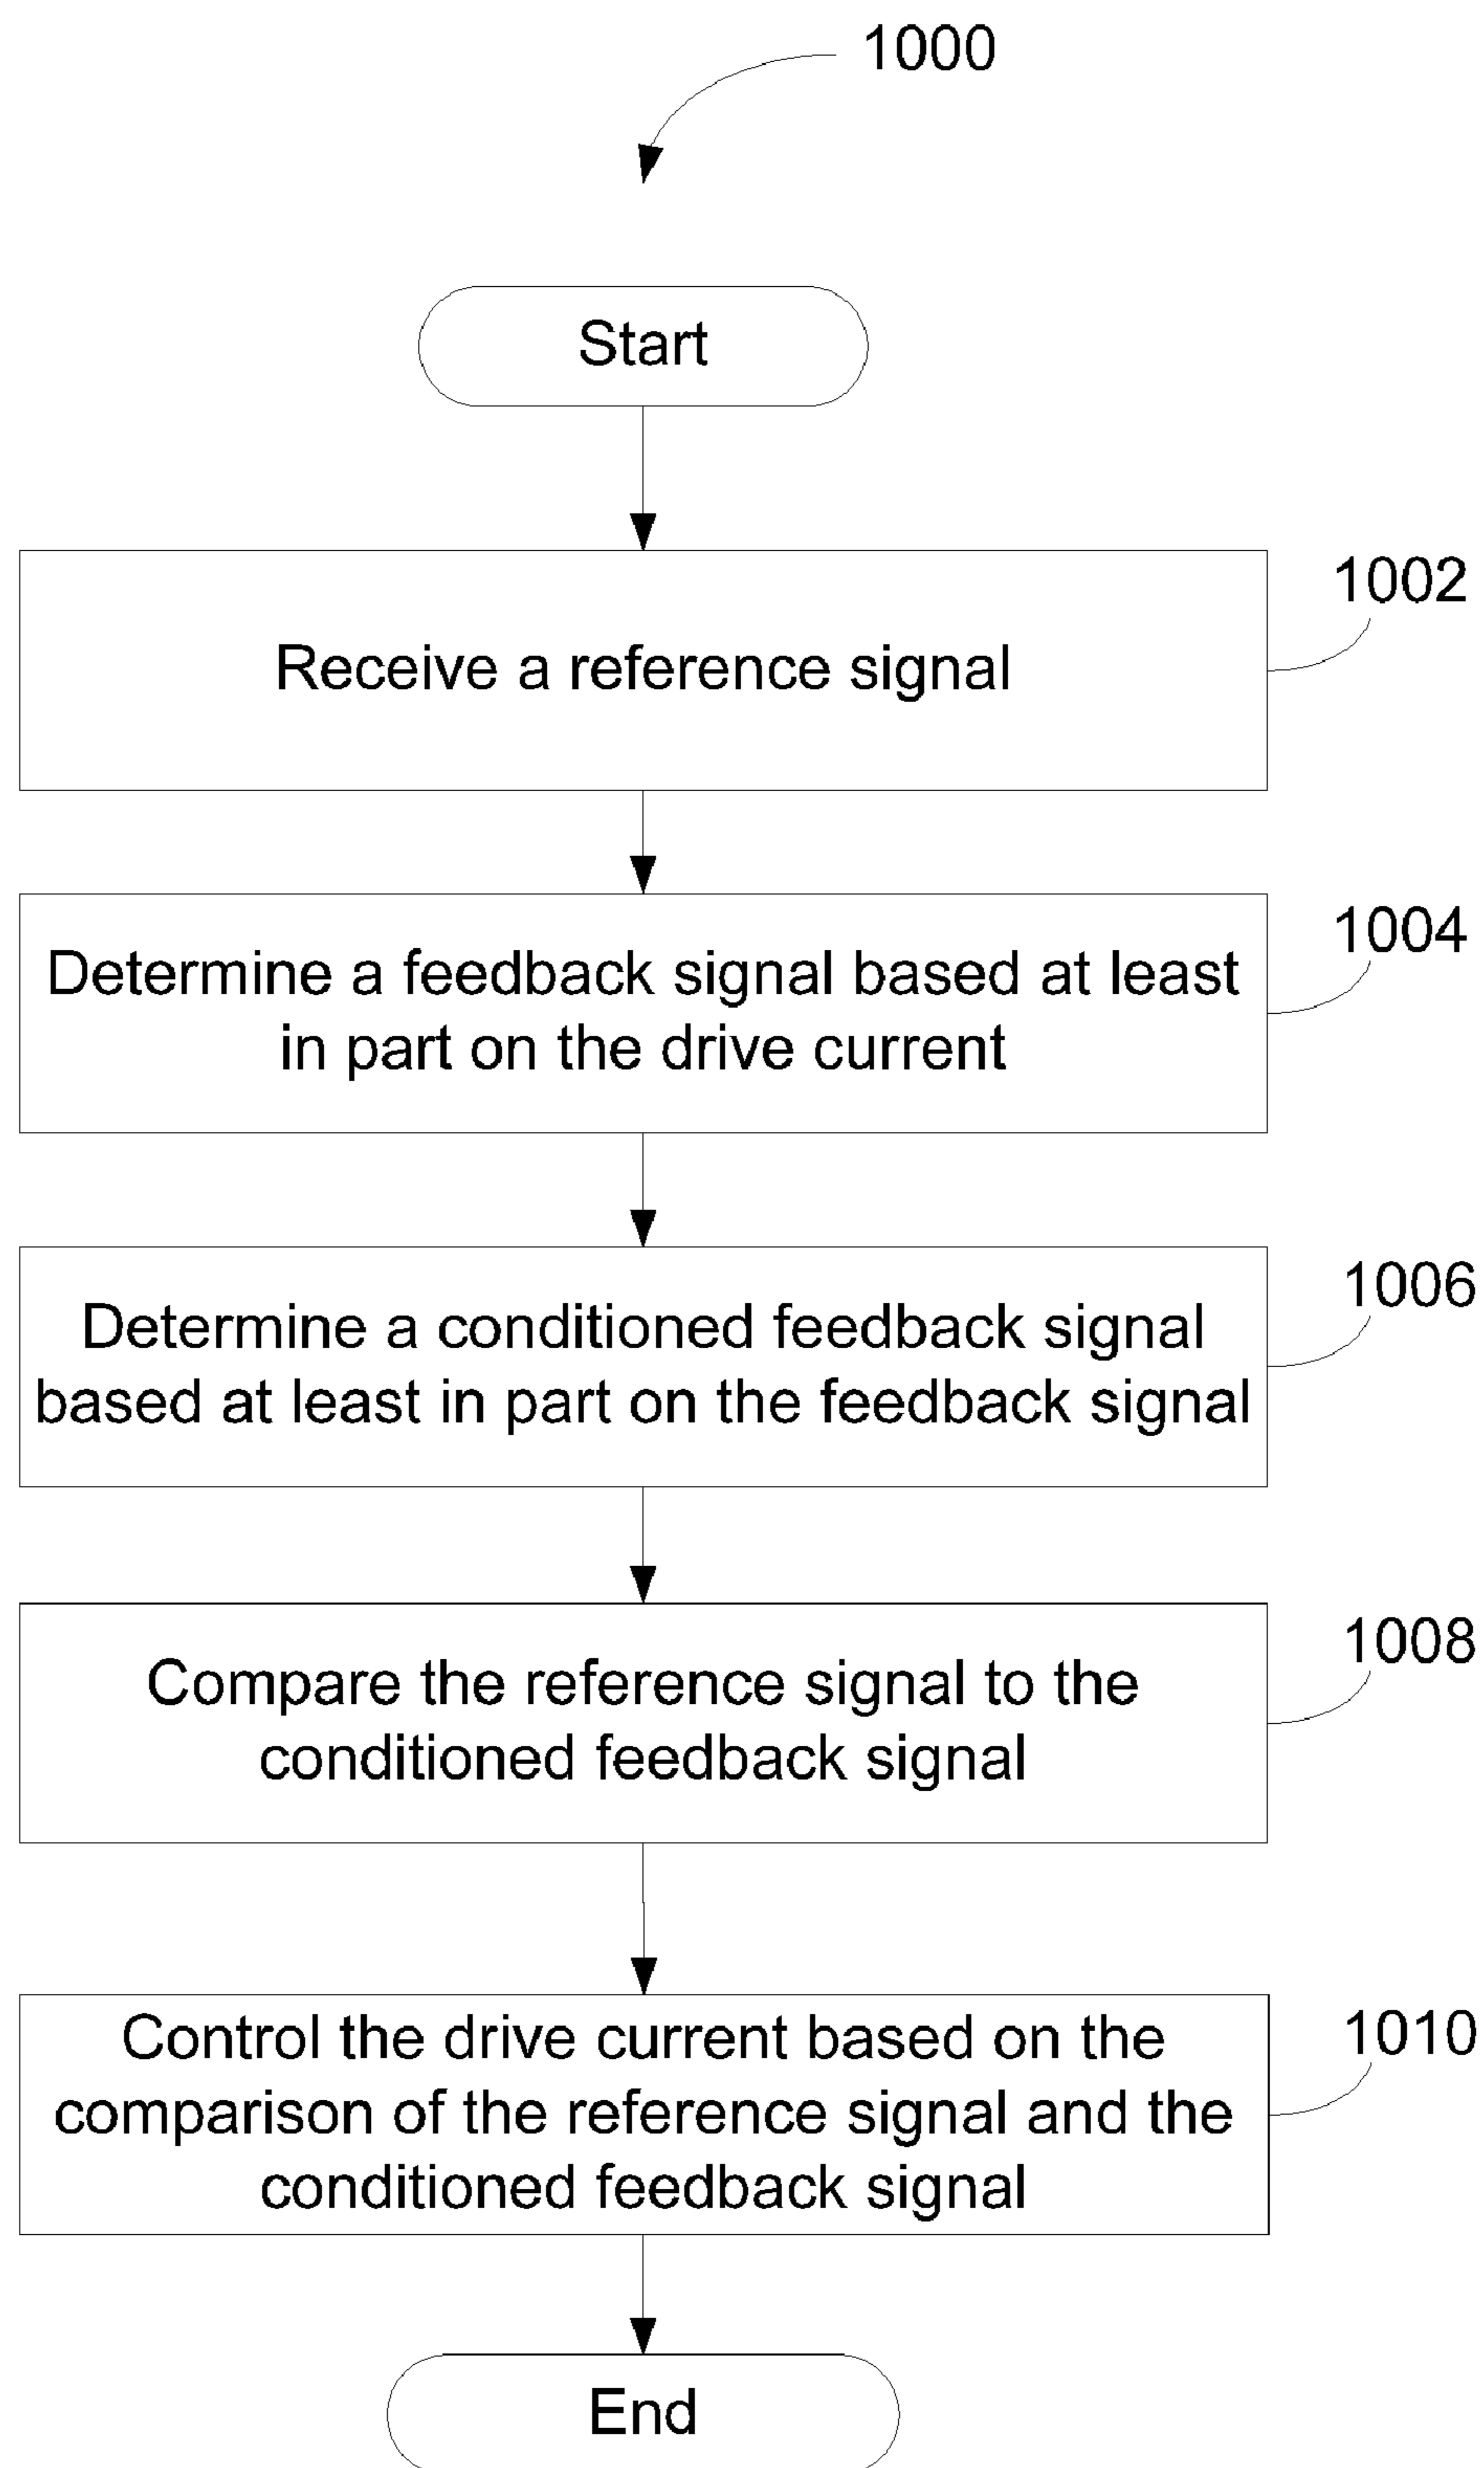 1000
Start
1002
Receive a reference signal
1004
Determine a feedback signal based at least
in part on the drive current
1006
Determine a conditioned feedback signal
based at least in part on the feedback signal
1008
Compare the reference signal to the
conditioned feedback signal
1010
Control the drive current based on the
comparison of the reference signal and the
conditioned feedback signal
End